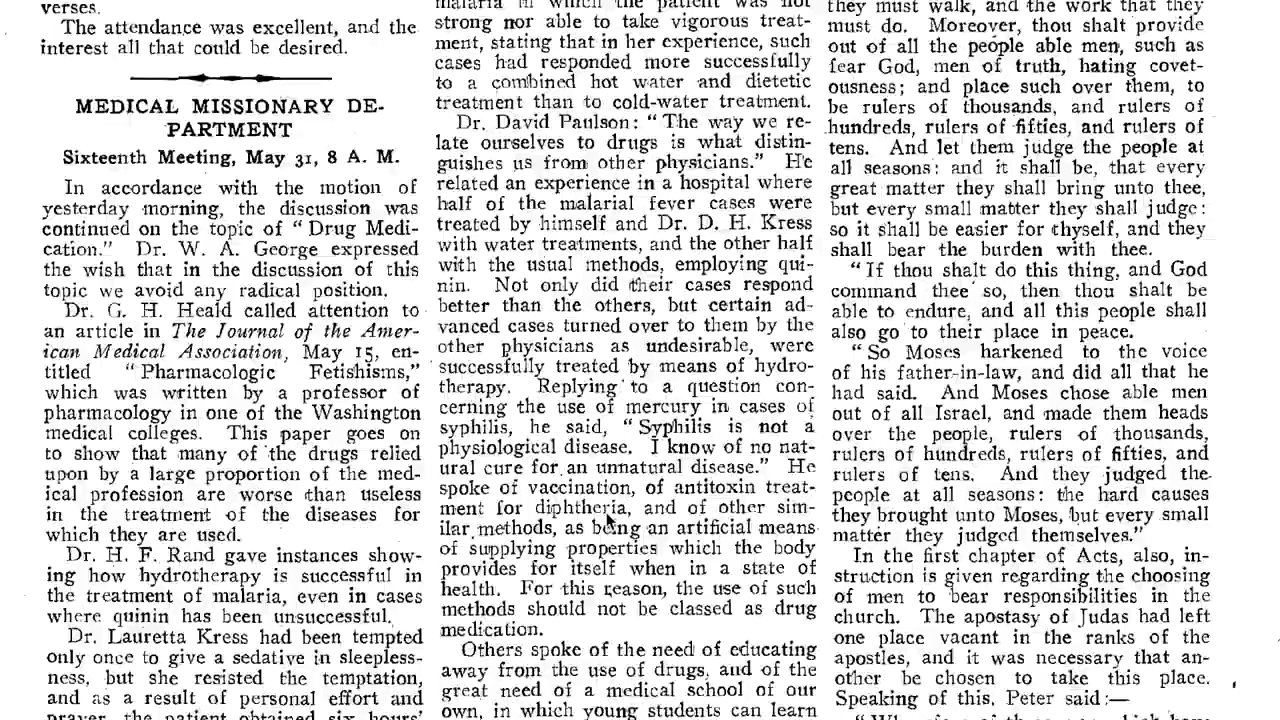 verses.
The attendance was excellent, and the
interest all that could be desired.
MEDICAL MISSIONARY DE-
PARTMENT
Sixteenth Meeting, May 31, 8 A. M.
In accordance with the motion of
yesterday morning, the discussion was
continued on the topic of " Drug Medi-
cation." Dr. W. A. George expressed
the wish that in the discussion of this
topic we avoid any radical position.
Dr. G. H. Heald called attention to
an article in The Journal of the Amer-
ican Medical Association, May 15, en-
titled " Pharmacologic Fetishisms,"
which was written by a professor of
pharmacology in one of the Washington
medical colleges. This paper goes on
to show that many of the drugs relied
upon by a large proportion of the med-
ical profession are worse than useless
in the treatment of the diseases for
which they are used.
Dr. H. F. Rand gave instances show-
ing how hydrotherapy is successful in
the treatment of malaria, even in cases
where quinin has been unsuccessful.
Dr. Lauretta Kress had been tempted
only once to give a sedative in sleepless-
ness, but she resisted the temptation,
and as a result of personal effort and
prayer, the patient obtained six hours'
malaria in which the patient was not
strong nor able to take vigorous treat-
ment, stating that in her experience, such
cases had responded more successfully
to a combined hot water and dietetic
treatment than to cold-water treatment.
Dr. David Paulson: " The way we re-
late ourselves to drugs is what distin-
guishes us from other physicians." He
related an experience in a hospital where
half of the malarial fever cases were
treated by himself and Dr. D. H. Kress
with water treatments, and the other half
with the usual methods, employing qui-
nin. Not only did their cases respond
better than the others, but certain ad-
vanced cases turned over to them by the
other physicians as undesirable, were
successfully treated by means of hydro-
therapy. Replying to a question con-
cerning the use of mercury in cases of
syphilis, he said, " Syphilis is not a
physiological disease. I know of no nat-
ural cure for an unnatural disease." He
spoke of vaccination, of antitoxin treat-
ment for diphtheria, and of other sim-
ilar methods, as being an artificial means
of supplying properties which the body
provides for itself when in a state of
health. For this reason, the use of such
methods should not be classed as drug
medication.
Others spoke of the need of educating
away from the use of drugs, and of the
great need of a medical school of our
own, in which young students can learn
they must walk, and the work that they
must do. Moreover, thou shalt provide
out of all the people able men, such as
fear God, men of truth, hating covet-
ousness; and place such over them, to
be rulers of thousands, and rulers of
hundreds, rulers of fifties, and rulers of
tens. And let them judge the people at
all seasons: and it shall be, that every
great matter they shall bring unto thee,
but every small matter they shall judge:
so it shall be easier for thyself, and they
shall bear the burden with thee.
" If thou shalt do this thing, and God
command thee so, then thou shalt be
able to endure, and all this people shall
also go to their place in peace.
" So Moses harkened to the voice
of his father-in-law, and did all that he
had said. And Moses chose able men
out of all Israel, and made them heads
over the people, rulers of thousands,
rulers of hundreds, rulers of fifties, and
rulers of tens. And they judged the
people at all seasons: the hard causes
they brought unto Moses, but every small
matter they judged themselves."
In the first chapter of Acts, also, in-
struction is given regarding the choosing
of men to bear responsibilities in the
church. The apostasy of Judas had left
one place vacant in the ranks of the
apostles, and it was necessary that an-
other be chosen to take this place.
Speaking of this, Peter said:—